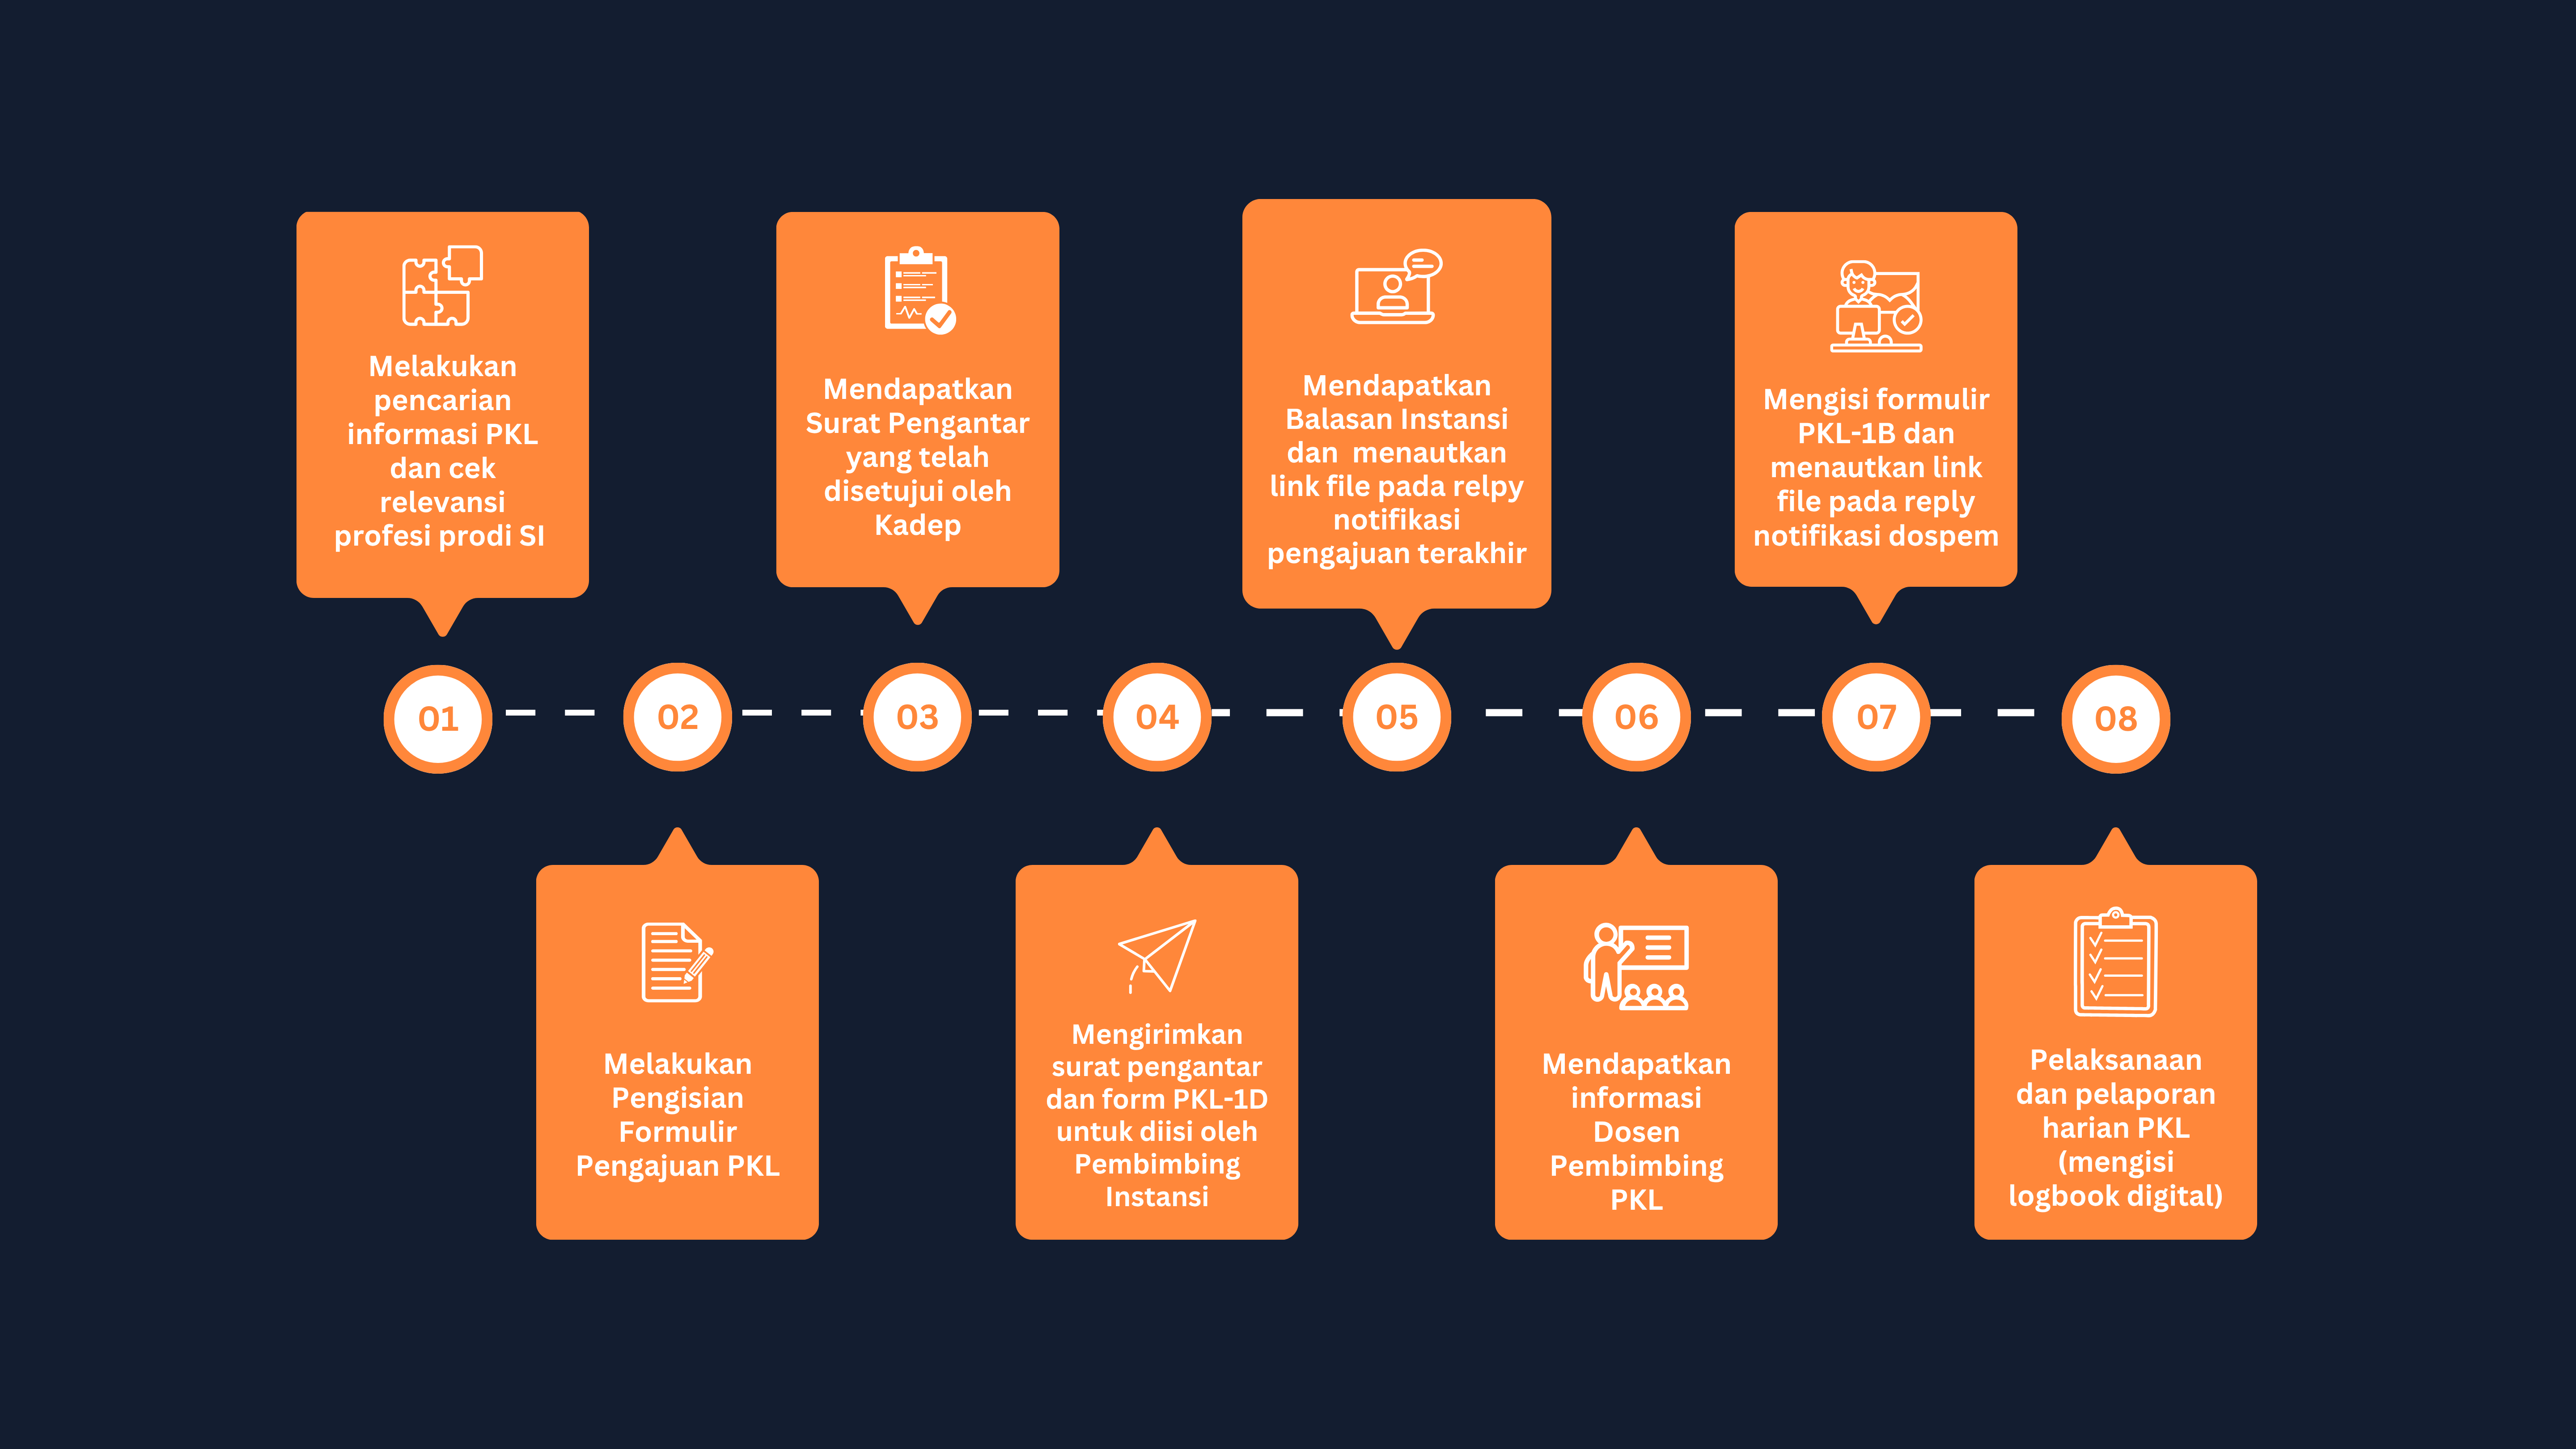 01
Melakukan
pencarian
informasi PKL
dan cek
relevansi
profesi prodi SI
02
Melakukan
Pengisian
Formulir
Pengajuan PKL
03
Mendapatkan
Surat Pengantar
yang telah
disetujui oleh
Kadep
04
Mengirimkan
surat pengantar
dan form PKL-1D
untuk diisi oleh
Pembimbing
Instansi
05
Mendapatkan
Balasan Instansi
dan menautkan
link file pada relpy
notifikasi
pengajuan terakhir
06
Mendapatkan
informasi
Dosen
Pembimbing
PKL
07
Mengisi formulir
PKL-1B dan
menautkan link
file pada reply
notifikasi dospem
08
Pelaksanaan
dan pelaporan
harian PKL
(mengisi
logbook digital)